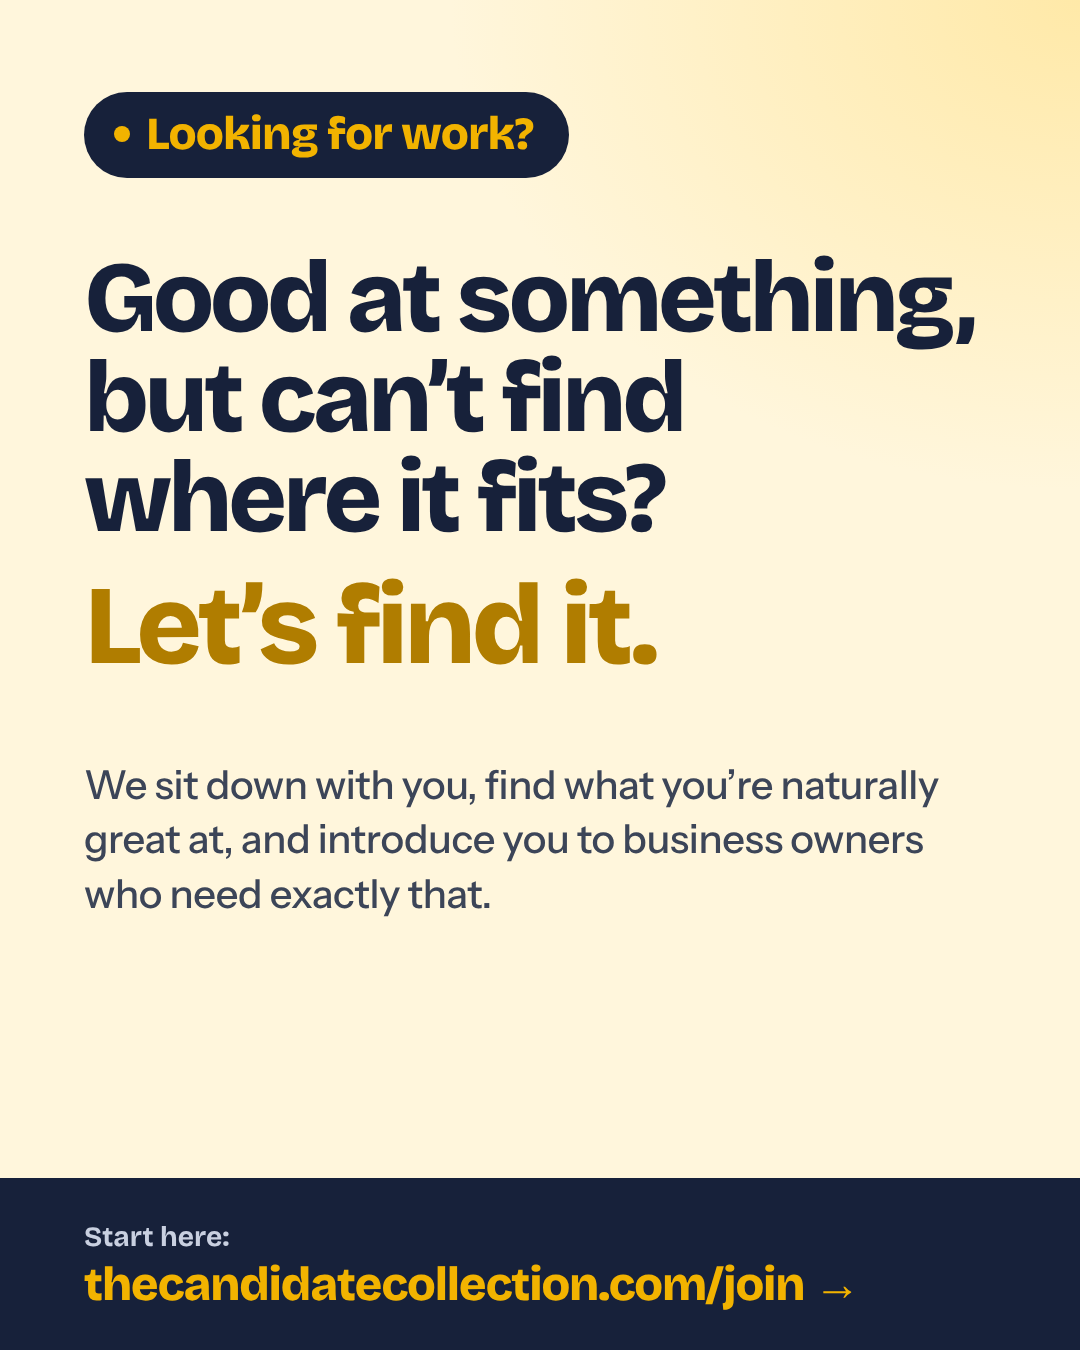 Looking for work?
Good at something,
but can’t find
where it fits?
Let’s find it.
We sit down with you, find what you’re naturally
great at, and introduce you to business owners
who need exactly that.
Start here:
thecandidatecollection.com/join →